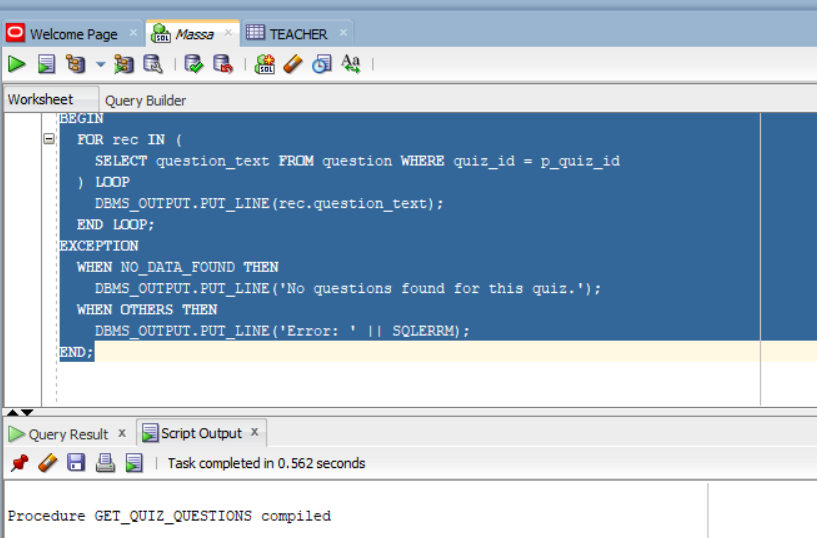 Welcome Page × Massa × TEACHER ×
SQL SQL Aa
Worksheet Query Builder
BEGIN
FOR rec IN (
SELECT question_text FROM question WHERE quiz_id = p_quiz_id
) LOOP
DBMS_OUTPUT.PUT_LINE(rec.question_text);
END LOOP;
EXCEPTION
WHEN NO_DATA_FOUND THEN
DBMS_OUTPUT.PUT_LINE('No questions found for this quiz.');
WHEN OTHERS THEN
DBMS_OUTPUT.PUT_LINE('Error: ' || SQLERRM);
END;
Query Result x Script Output x
Task completed in 0.562 seconds
Procedure GET_QUIZ_QUESTIONS compiled